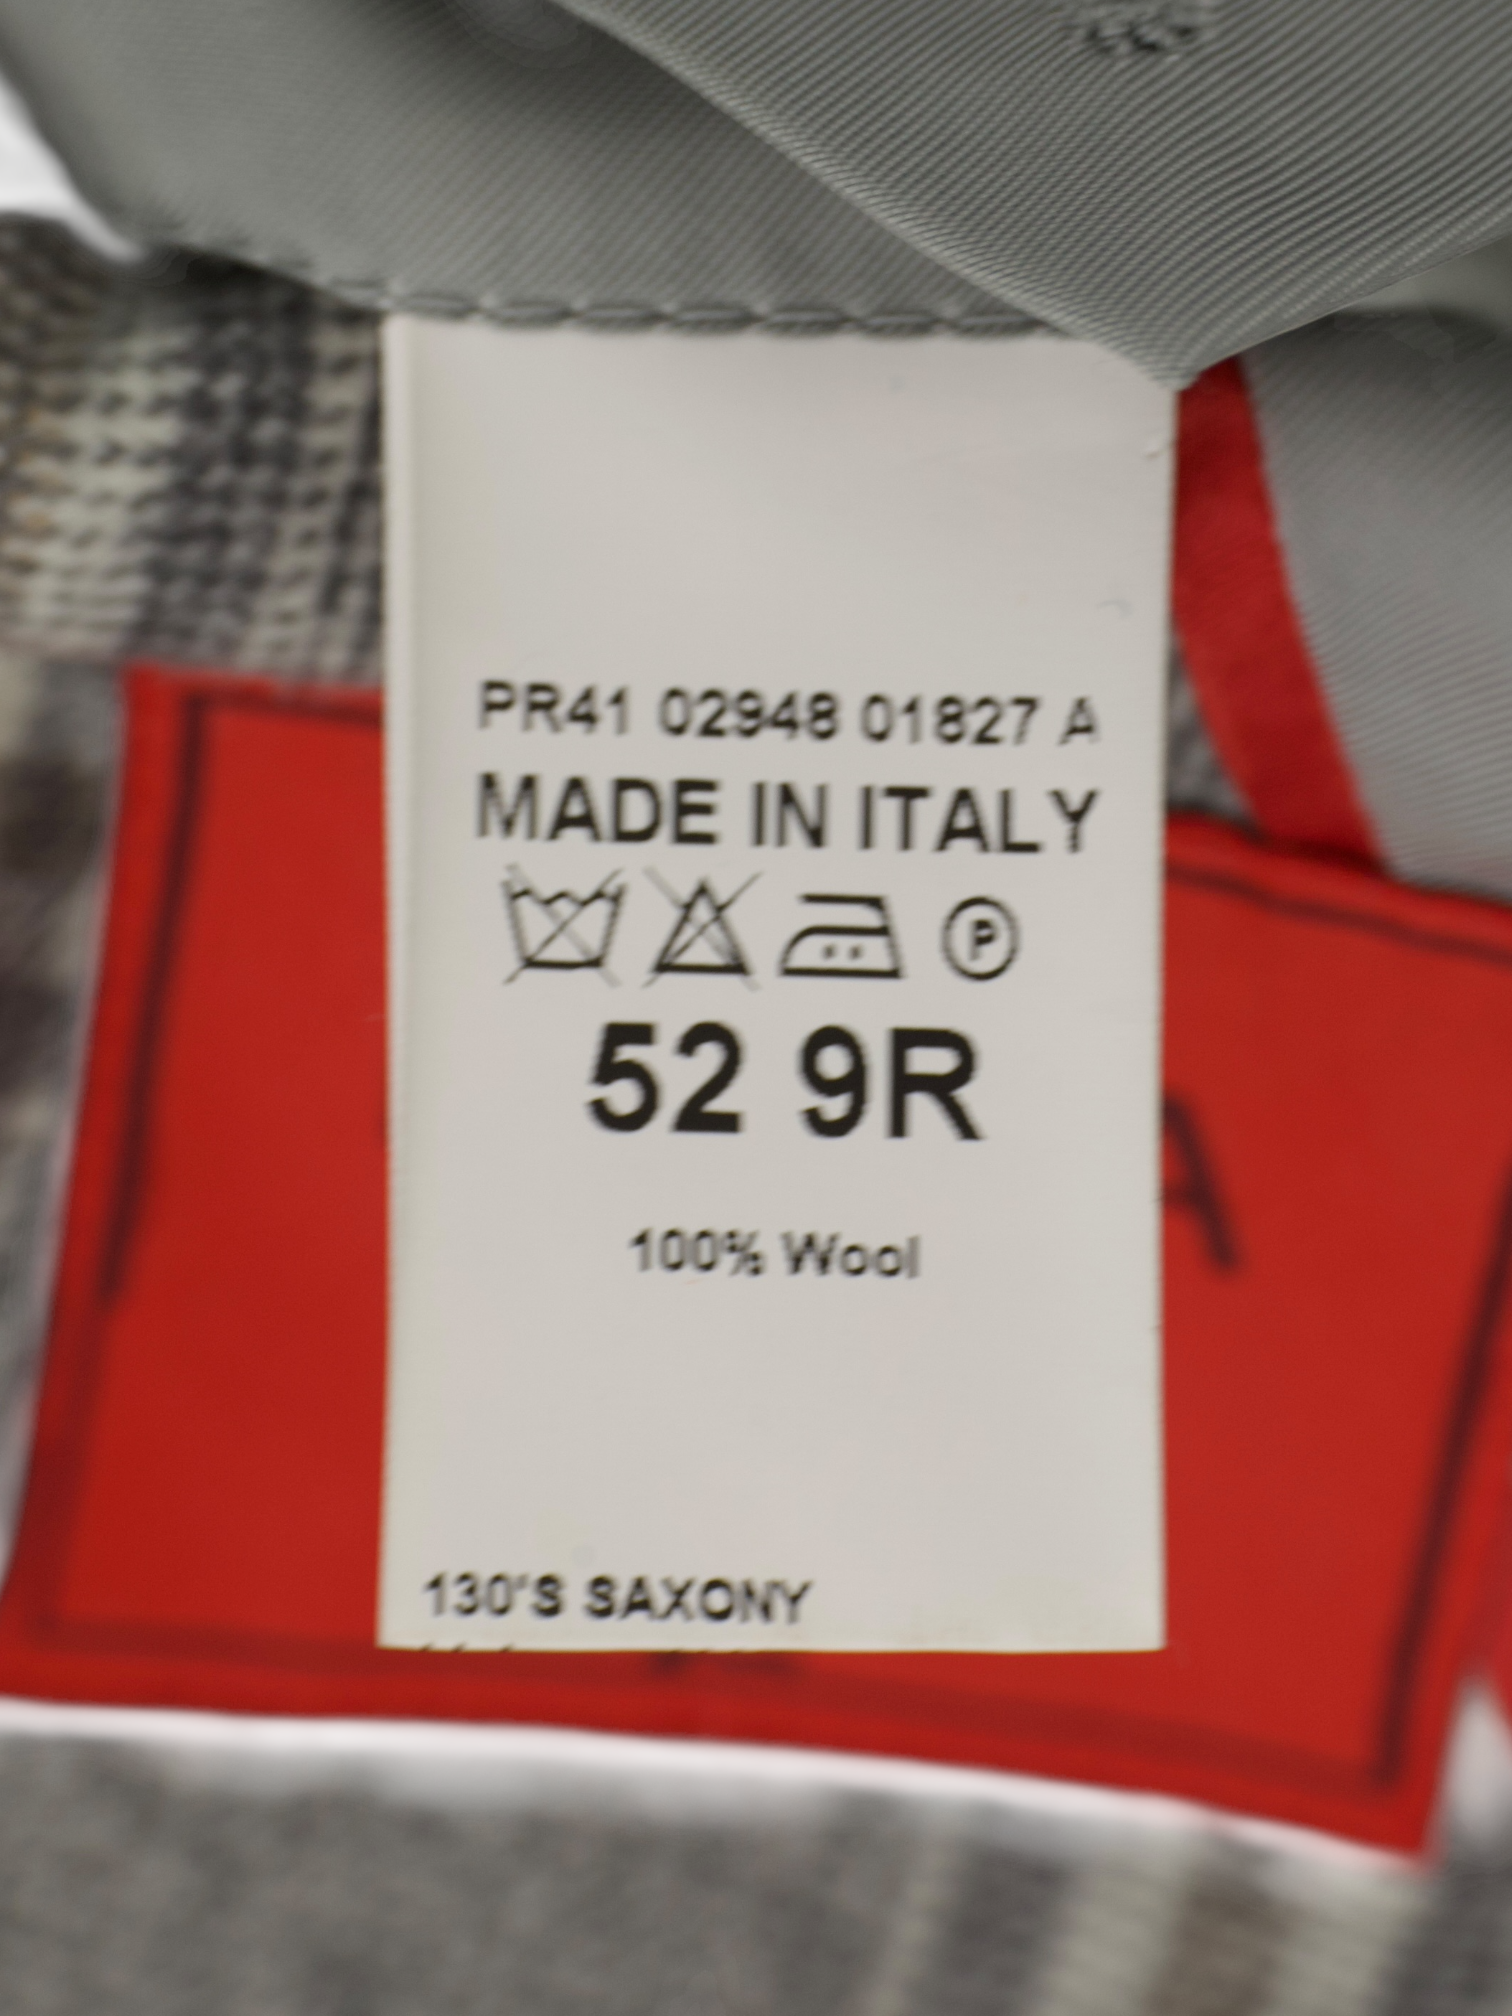 PR41 02948 01827 A
MADE IN ITALY
P
52 9R
100% Wool
130'S SAXONY
A